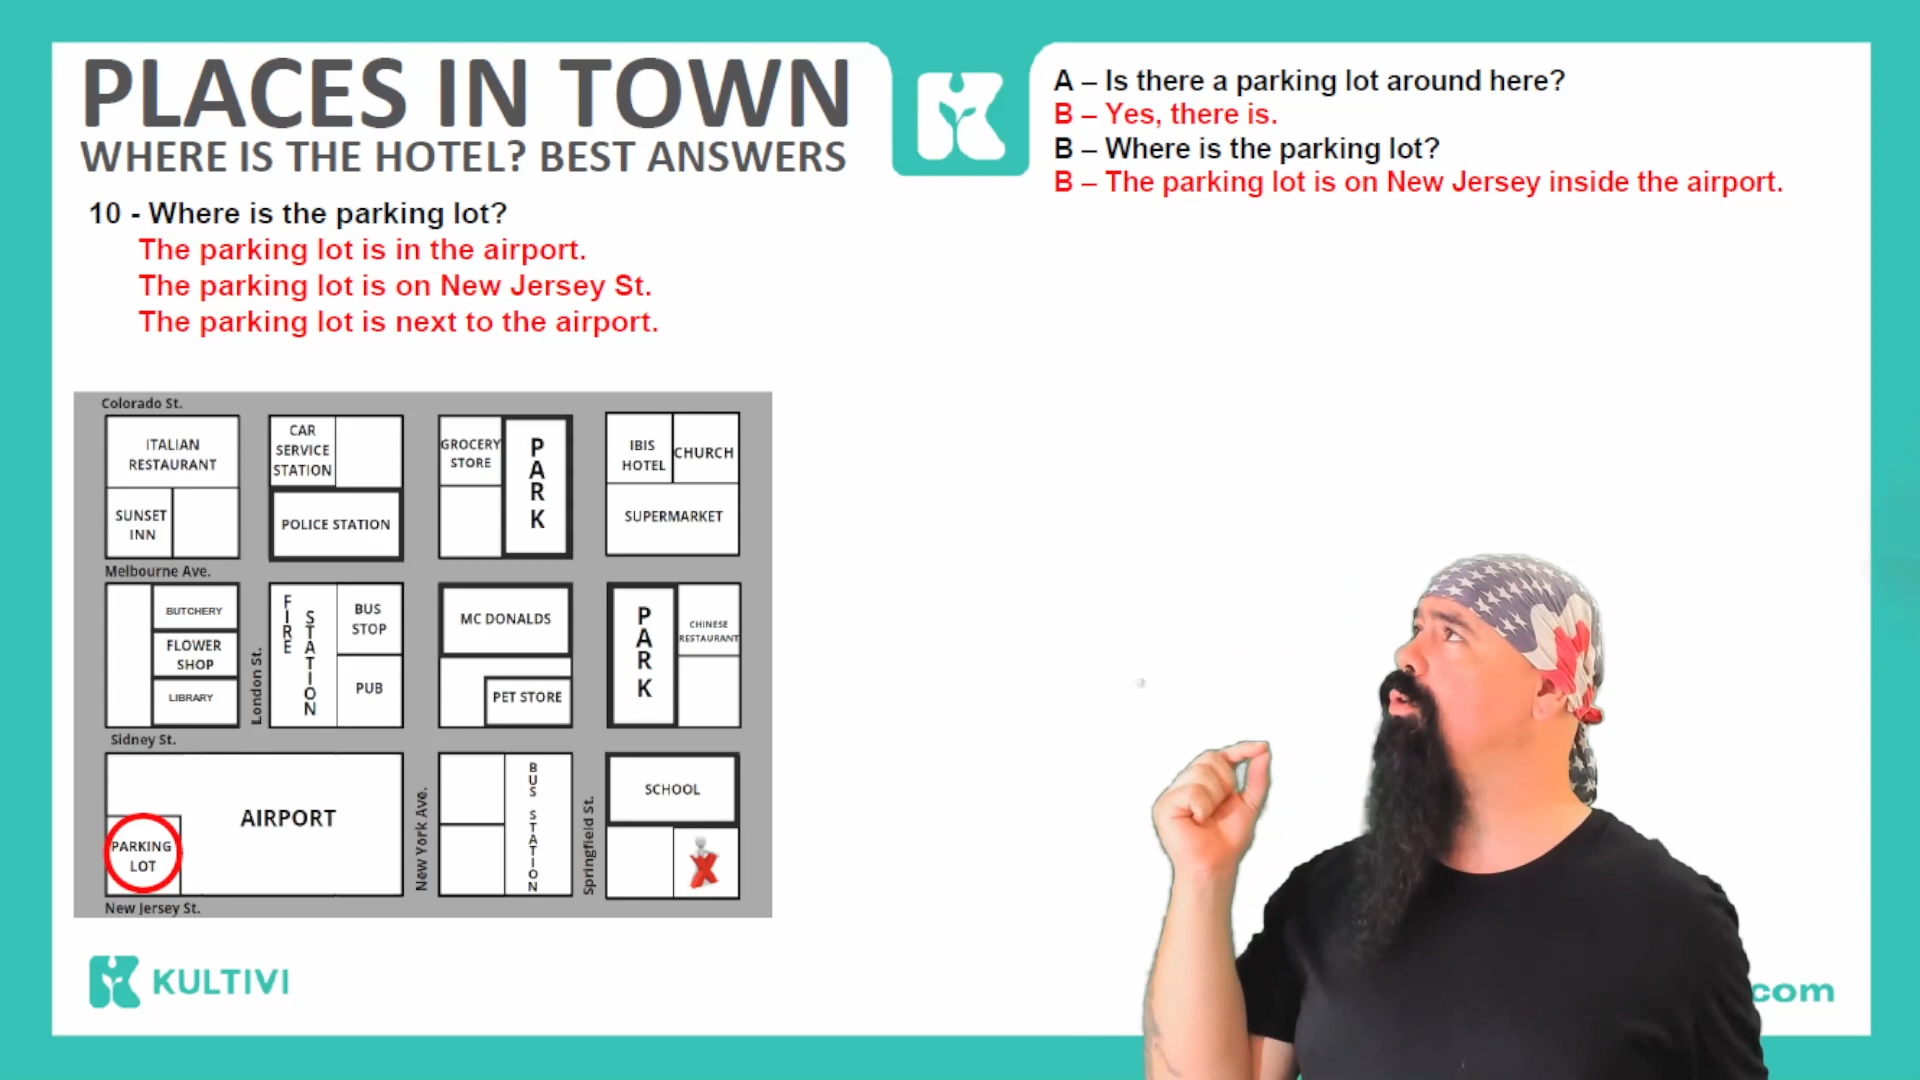 PLACES IN TOWN
WHERE IS THE HOTEL? BEST ANSWERS
10 - Where is the parking lot?
The parking lot is in the airport.
The parking lot is on New Jersey St.
The parking lot is next to the airport.
A – Is there a parking lot around here?
B – Yes, there is.
B – Where is the parking lot?
B – The parking lot is on New Jersey inside the airport.
Colorado St.
ITALIAN
RESTAURANT
CAR
SERVICE
STATION
GROCERY
STORE
PARK
IBIS
HOTEL
CHURCH
SUNSET
INN
POLICE STATION
SUPERMARKET
Melbourne Ave.
BUTCHERY
FLOWER
SHOP
LIBRARY
London St.
FIRE
STATION
BUS
STOP
PUB
MC DONALDS
PET STORE
PARK
CHINESE
RESTAURANT
Sidney St.
AIRPORT
PARKING
LOT
New York Ave.
BUS STATION
Springfield St.
SCHOOL
X
New Jersey St.
KULTIVI
com